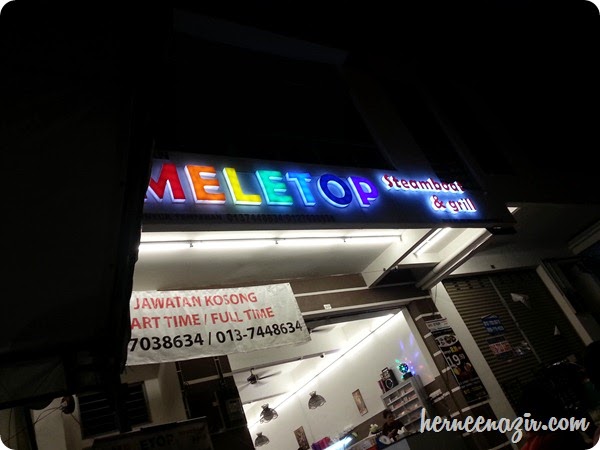 MELETOP
Steamboat
& grill
JAWATAN KOSONG
ART TIME / FULL TIME
7038634 / 013-7448634
herneenazir.com